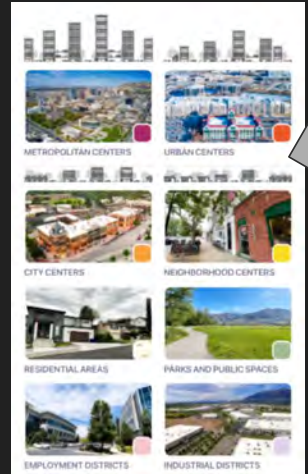 METROPOLITAN CENTERS
URBAN CENTERS
CITY CENTERS
NEIGHBORHOOD CENTERS
RESIDENTIAL AREAS
PARKS AND PUBLIC SPACES
EMPLOYMENT DISTRICTS
INDUSTRIAL DISTRICTS